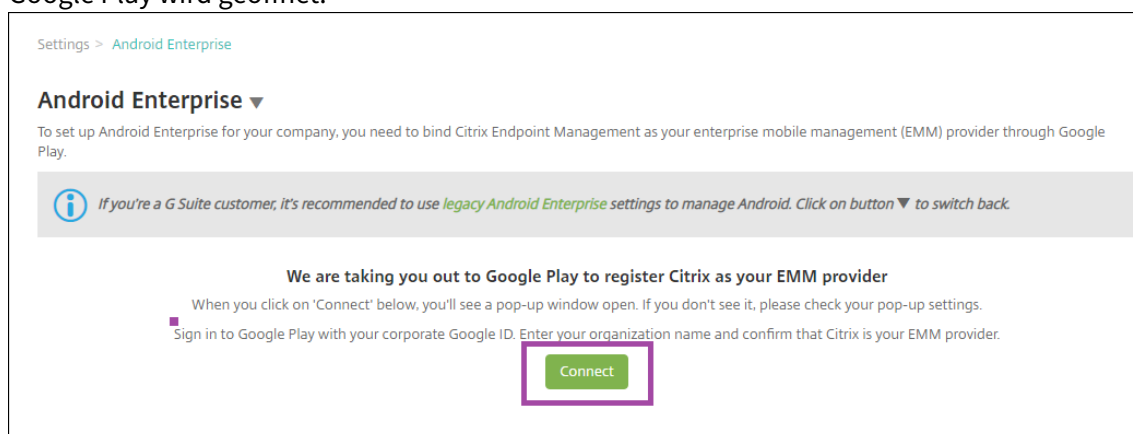 Google Play wird geöffnet.
Settings > Android Enterprise
Android Enterprise ▼
To set up Android Enterprise for your company, you need to bind Citrix Endpoint Management as your enterprise mobile management (EMM) provider through Google
Play.
If you're a G Suite customer, it's recommended to use legacy Android Enterprise settings to manage Android. Click on button ▼ to switch back.
We are taking you out to Google Play to register Citrix as your EMM provider
When you click on 'Connect' below, you'll see a pop-up window open. If you don't see it, please check your pop-up settings.
Sign in to Google Play with your corporate Google ID. Enter your organization name and confirm that Citrix is your EMM provider.
Connect